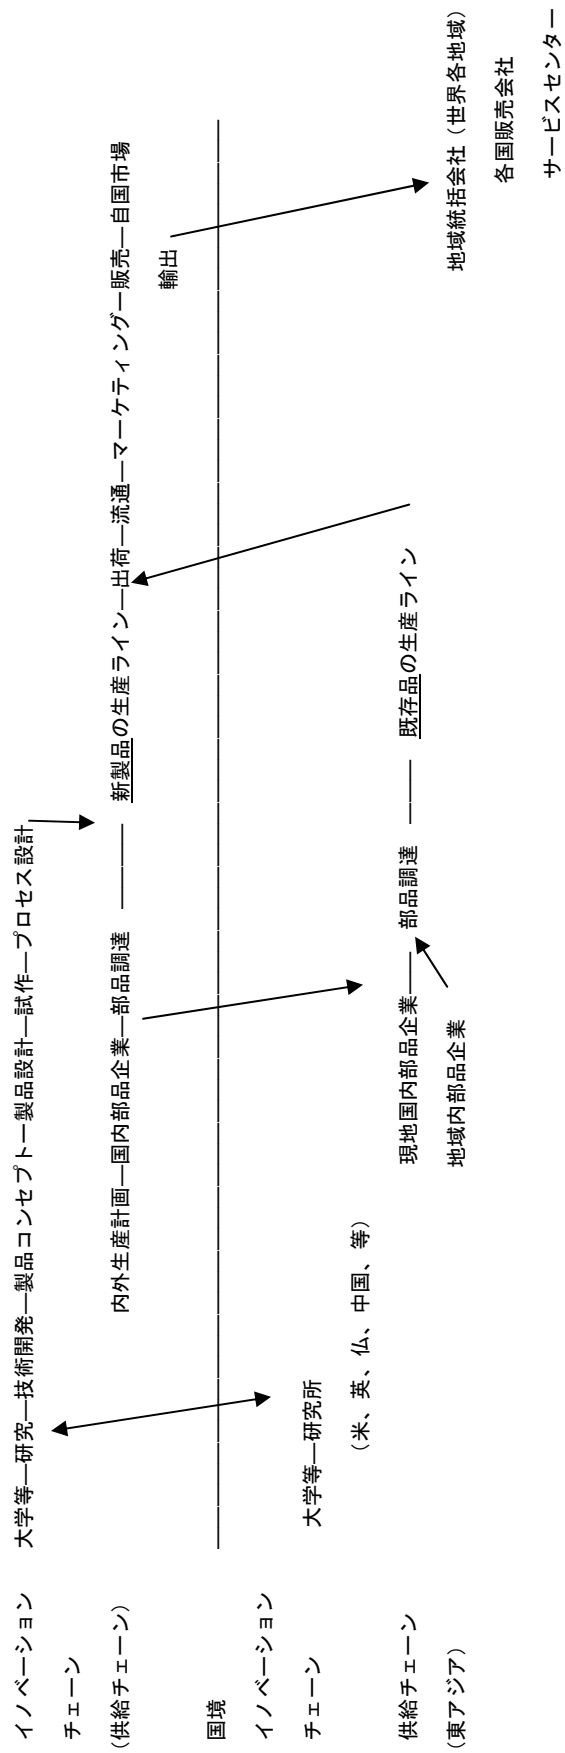 イノベーション 大学等―研究―技術開発―製品コンセプト―製品設計―試作―プロセス設計
チェーン
(供給チェーン) 内外生産計画―国内部品企業―部品調達 ――― 新製品の生産ライン―出荷―流通―マーケティング―販売―自国市場
輸出
国境
イノベーション
チェーン 大学等―研究所
(米、英、仏、中国、等)
供給チェーン 現地国内部品企業―― 部品調達 ―― 既存品の生産ライン
(東アジア) 地域内部品企業 地域統括会社(世界各地域)
各国販売会社
サービスセンター